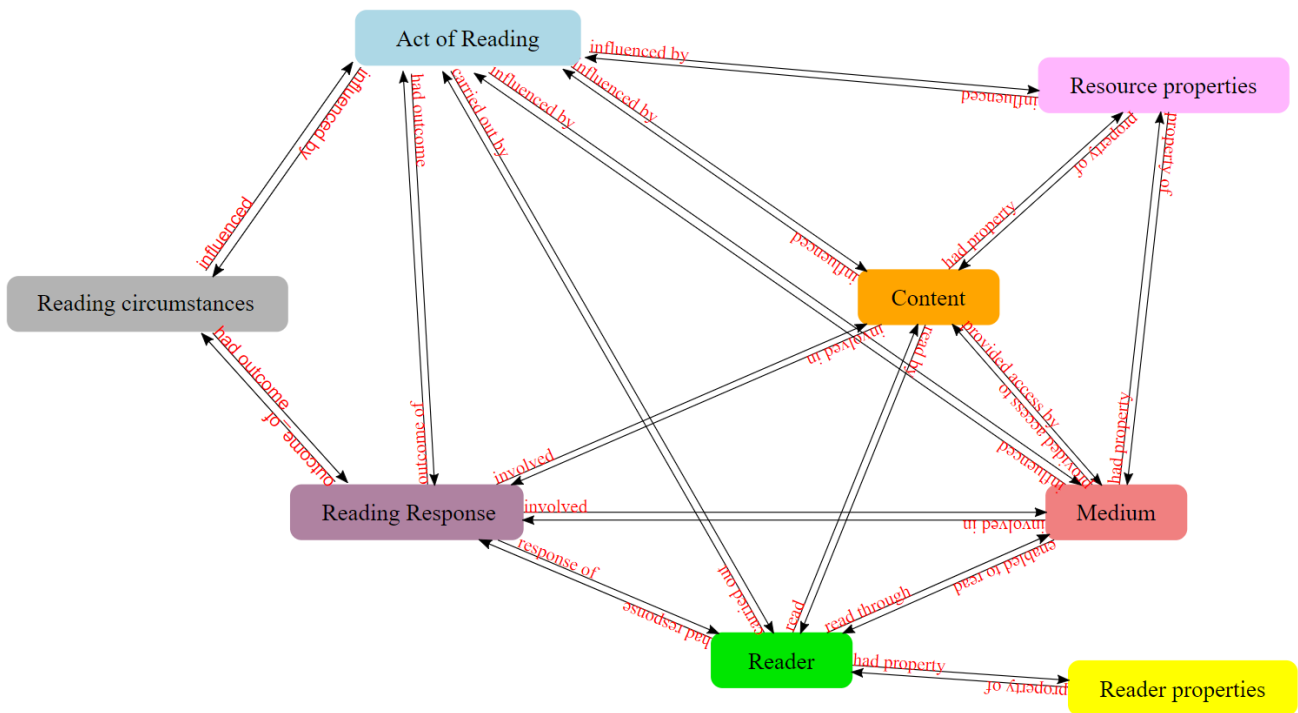 Act of Reading
influenced by
influenced
Resource properties
influenced by
influenced
influenced by
influenced
influenced by
influenced
had outcome
outcome of
carried out by
carried out
property of
had property
property of
had property
Reading circumstances
had outcome
outcome_of
Content
involved in
involved
read by
read
provided access by
provided access to
Reading Response
involved
involved in
Medium
response of
had response
read through
enabled to read
Reader
had property
property of
Reader properties